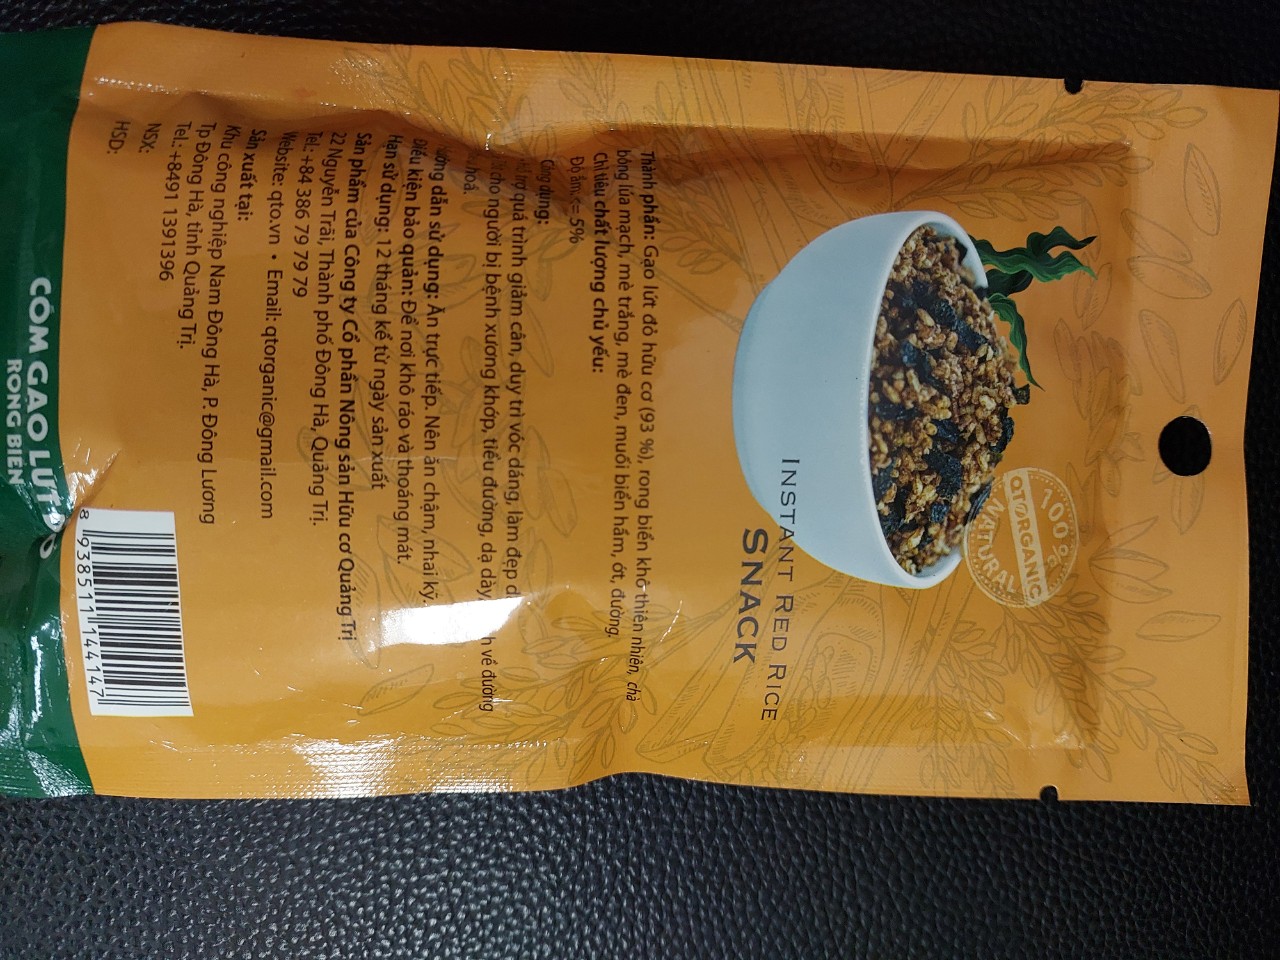 100%
QTORGANIC
NATURAL
INSTANT RED RICE
SNACK
Thành phần: Gạo lứt đỏ hữu cơ (93 %), rong biển khô thiên nhiên, chà
bông lúa mạch, mè trắng, mè đen, muối biển hầm, ớt, đường.
Chỉ tiêu chất lượng chủ yếu:
Độ ẩm: <= 5%
Công dụng:
trợ quá trình giảm cân, duy trì vóc dáng, làm đẹp
cho người bị bệnh xương khớp, tiểu đường, dạ dày về đường
hoá.
dẫn sử dụng: Ăn trực tiếp. Nên ăn chậm, nhai kỹ.
Điều kiện bảo quản: Để nơi khô ráo và thoáng mát.
Hạn sử dụng: 12 tháng kể từ ngày sản xuất
Sản phẩm của Công ty Cổ phần Nông sản Hữu cơ Quảng Trị
22 Nguyễn Trãi, Thành phố Đông Hà, Quảng Trị.
Tel.: +84 386 79 79 79
Website: qto.vn • Email: qtorganic@gmail.com
Sản xuất tại:
Khu công nghiệp Nam Đông Hà, P. Đông Lương
Tp Đông Hà, tỉnh Quảng Trị.
Tel.: +8491 1391396
NSX:
HSD:
8 938511 144147
CỐM GẠO LỨT
RONG BIỂN